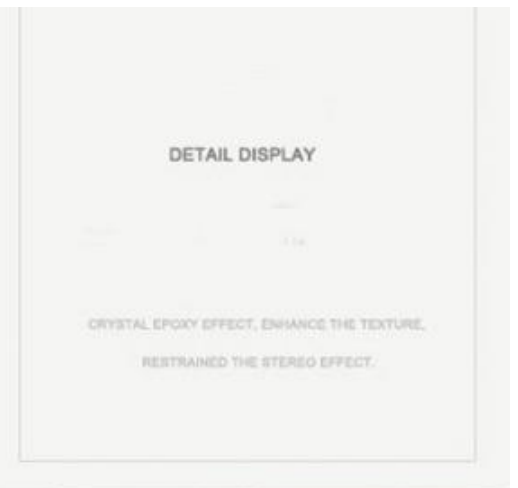 DETAIL DISPLAY
CRYSTAL EPOXY EFFECT, ENHANCE THE TEXTURE,
RESTRAINED THE STEREO EFFECT.